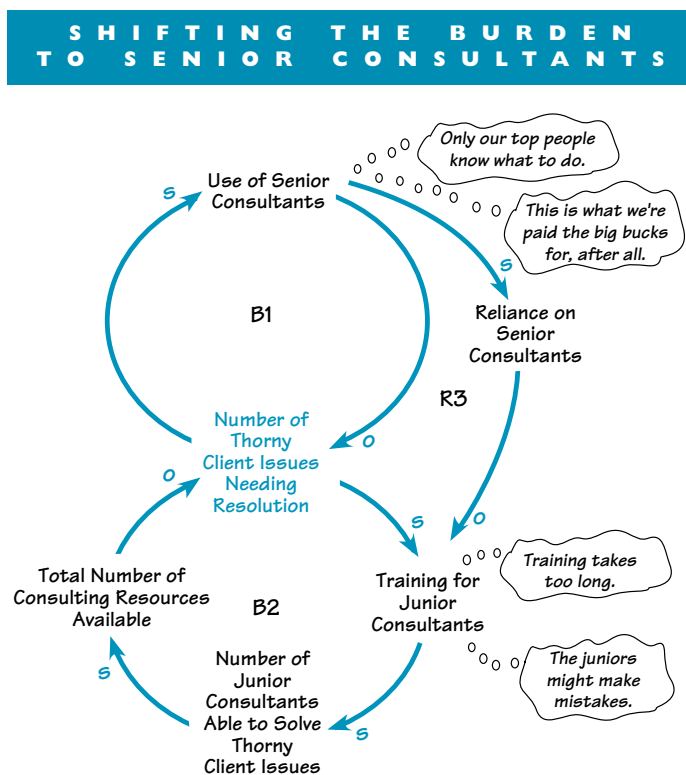 SHIFTING THE BURDEN
TO SENIOR CONSULTANTS
Only our top people
know what to do.
Use of Senior
Consultants
S
This is what we're
paid the big bucks
for, after all.
S
B1
Reliance on
Senior
Consultants
R3
Number of
Thorny
Client Issues
Needing
Resolution
O
O
S
O
Training takes
too long.
Total Number of
Consulting Resources
Available
B2
Training for
Junior
Consultants
The juniors
might make
mistakes.
Number of
Junior
Consultants
Able to Solve
Thorny
Client Issues
S
S